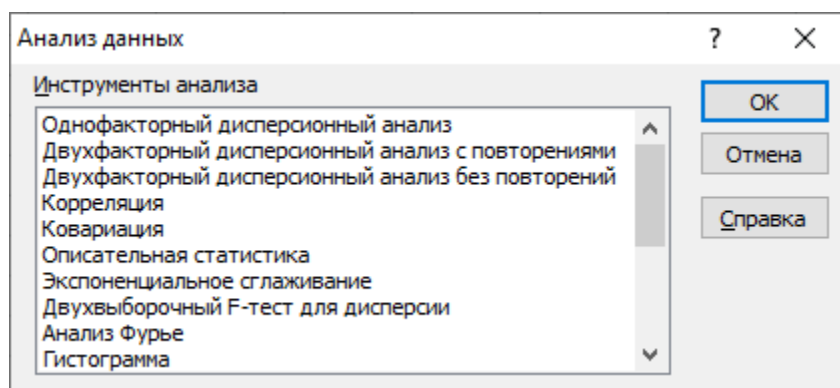 Анализ данных
?
Инструменты анализа
Однофакторный дисперсионный анализ
Двухфакторный дисперсионный анализ с повторениями
Двухфакторный дисперсионный анализ без повторений
Корреляция
Ковариация
Описательная статистика
Экспоненциальное сглаживание
Двухвыборочный F-тест для дисперсии
Анализ Фурье
Гистограмма
OK
Отмена
Справка